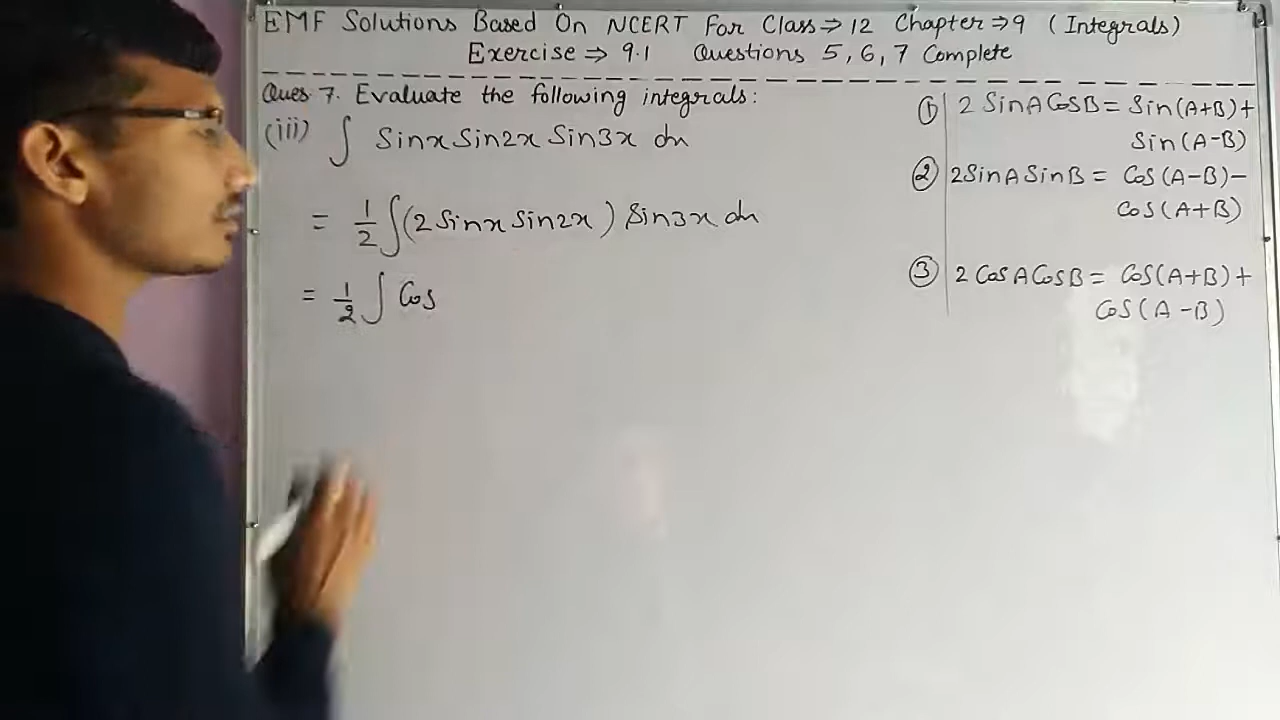 EMF Solutions Based On NCERT For Class ⇒ 12 Chapter ⇒ 9 (Integrals)
Exercise ⇒ 9.1 Questions 5, 6, 7 Complete
Ques 7. Evaluate the following integrals:
(iii) ∫ Sinx Sin2x Sin3x dx
= 1/2 ∫(2 Sinx Sin2x) Sin3x dx
= 1/2 ∫ Cos
① 2 SinA CosB = Sin(A+B)+
Sin(A-B)
② 2SinA SinB = Cos(A-B)-
Cos(A+B)
③ 2 CosA CosB = Cos(A+B)+
Cos(A-B)